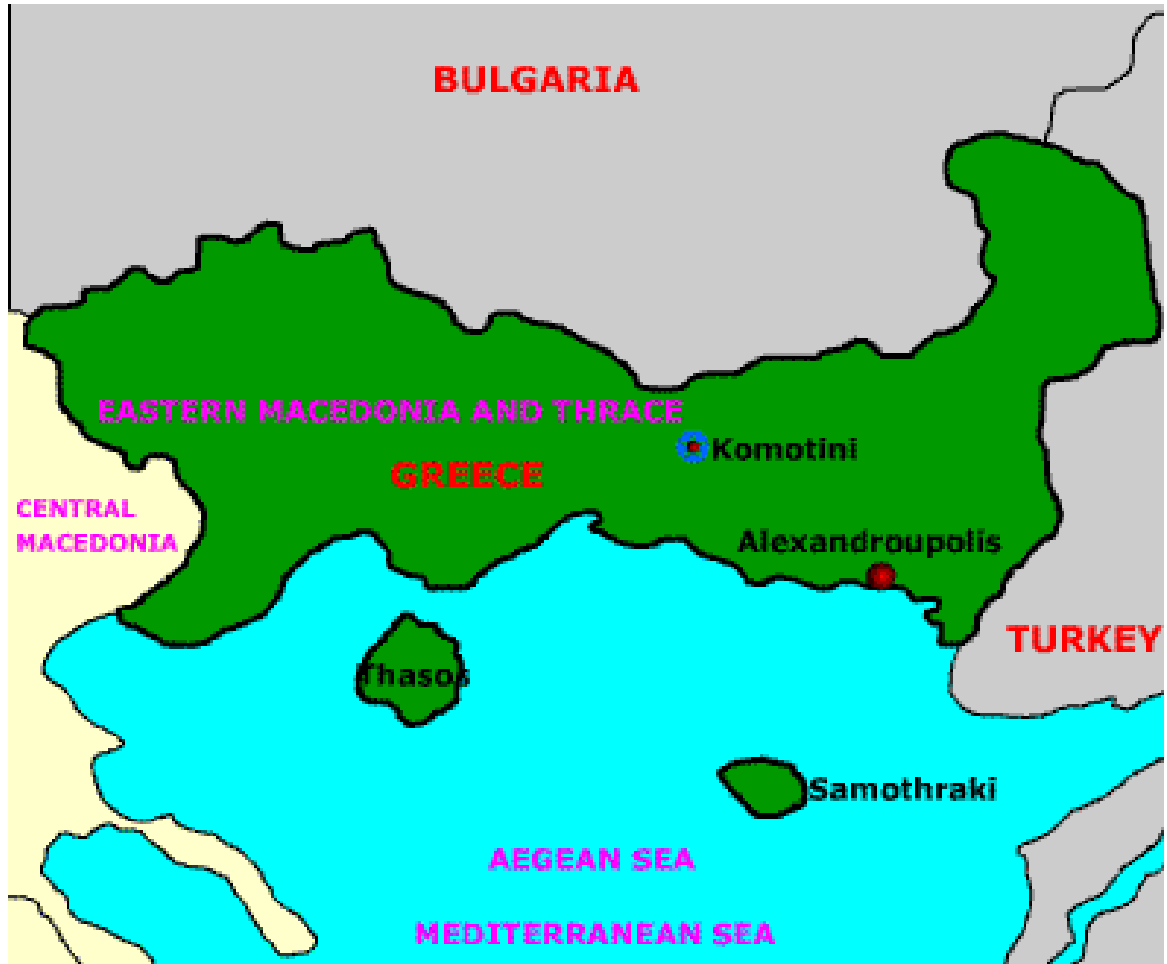 BULGARIA
EASTERN MACEDONIA AND THRACE
Komotini
GREECE
CENTRAL
MACEDONIA
Alexandroupolis
TURKEY
Thasos
Samothraki
AEGEAN SEA
MEDITERRANEAN SEA